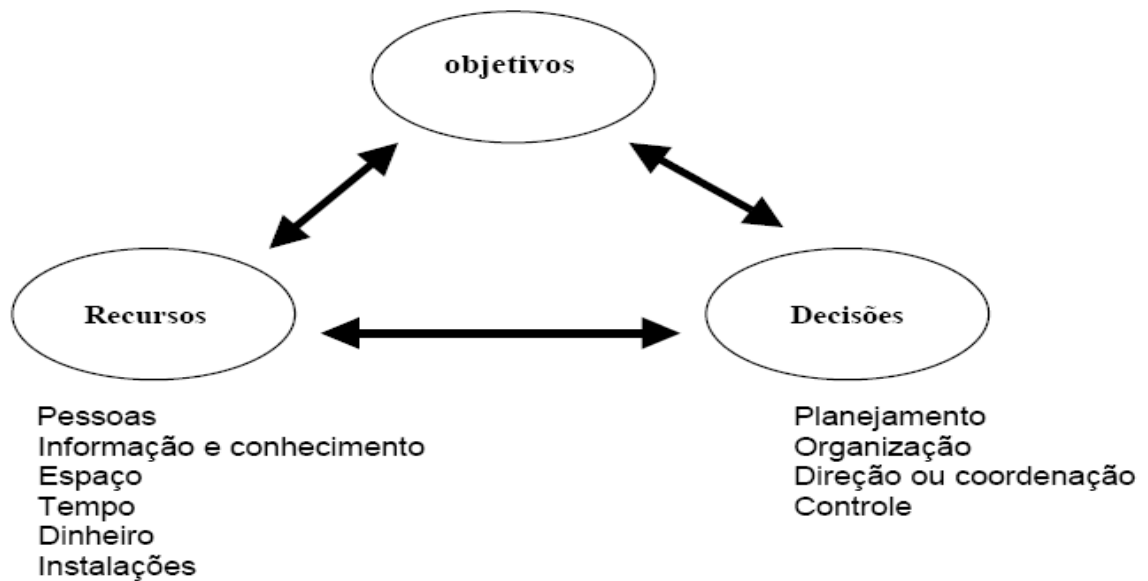 objetivos
Recursos
Decisões
Pessoas
Informação e conhecimento
Espaço
Tempo
Dinheiro
Instalações
Planejamento
Organização
Direção ou coordenação
Controle